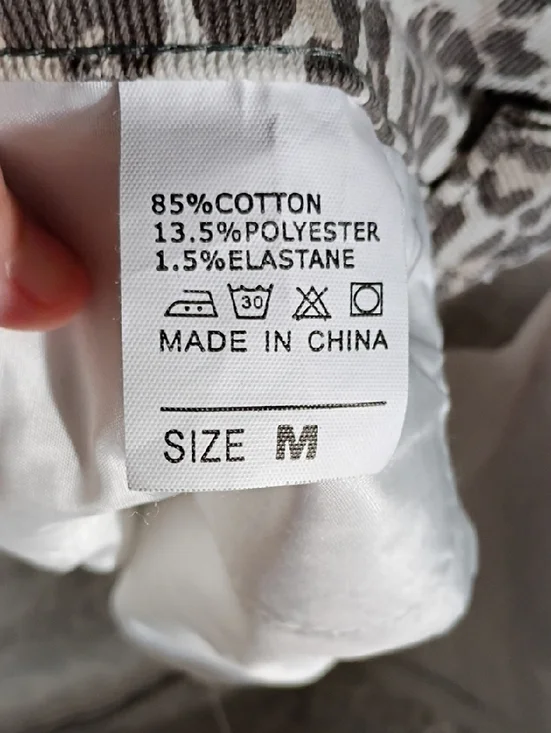 85%COTTON
13.5%POLYESTER
1.5%ELASTANE
30
MADE IN CHINA
SIZE M